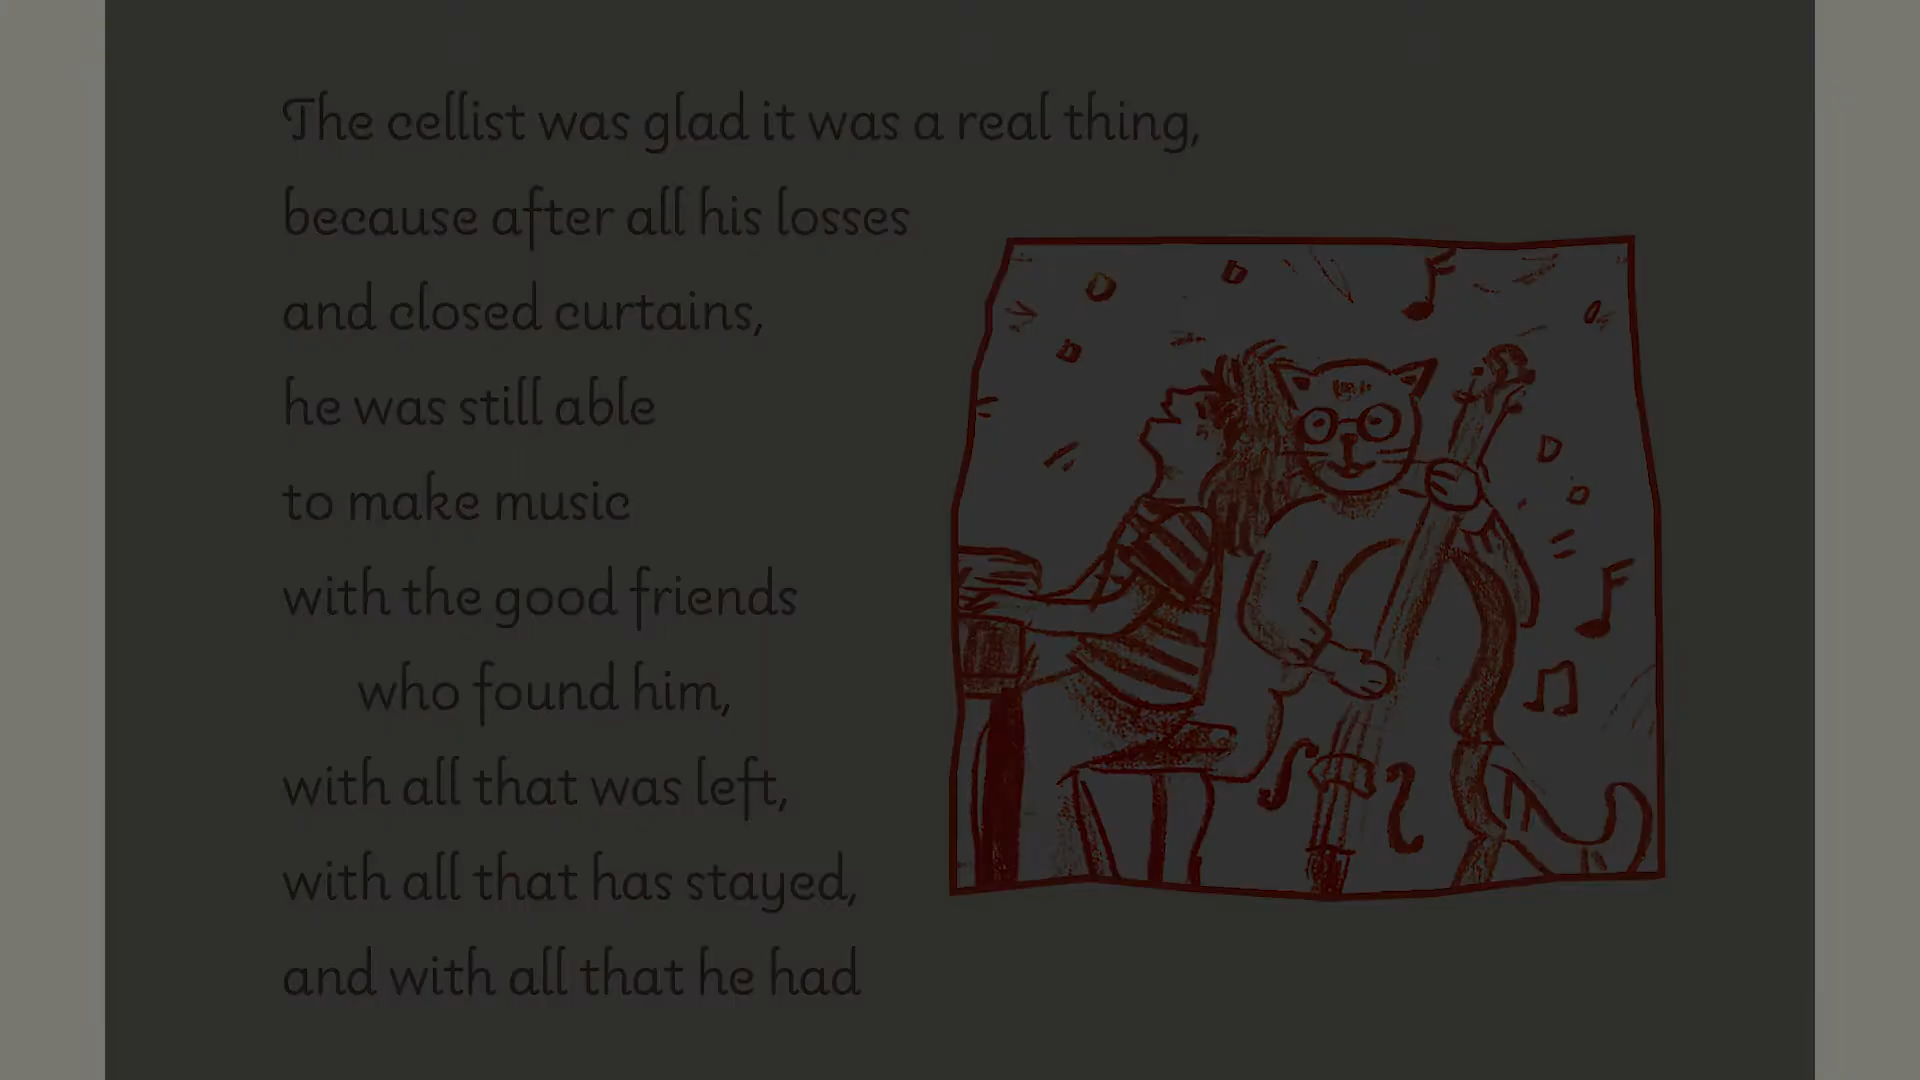 The cellist was glad it was a real thing,
because after all his losses
and closed curtains,
he was still able
to make music
with the good friends
who found him,
with all that was left,
with all that has stayed,
and with all that he had